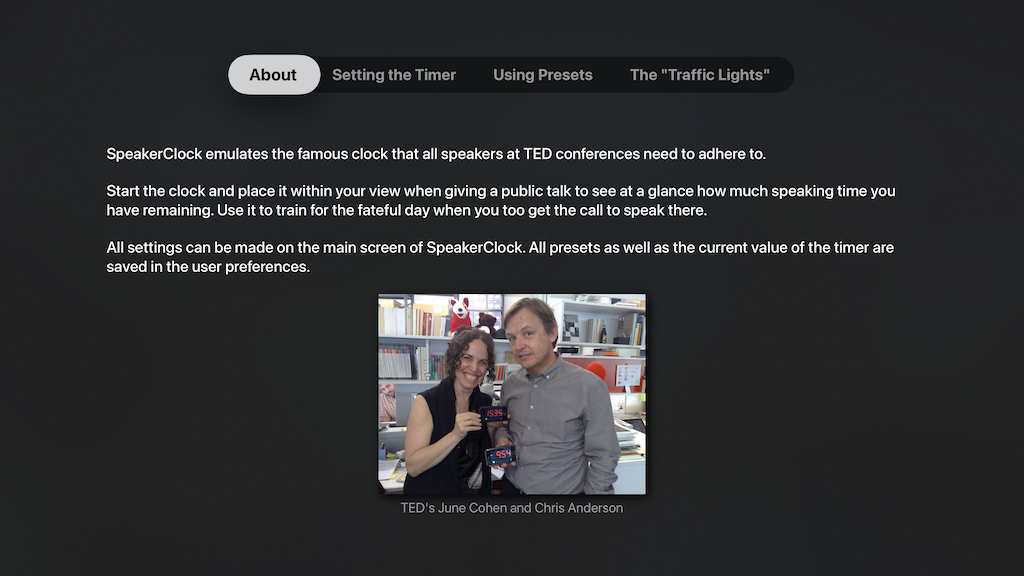 About
Setting the Timer
Using Presets
The "Traffic Lights"
SpeakerClock emulates the famous clock that all speakers at TED conferences need to adhere to.
Start the clock and place it within your view when giving a public talk to see at a glance how much speaking time you
have remaining. Use it to train for the fateful day when you too get the call to speak there.
All settings can be made on the main screen of SpeakerClock. All presets as well as the current value of the timer are
saved in the user preferences.
1535
954
TED's June Cohen and Chris Anderson